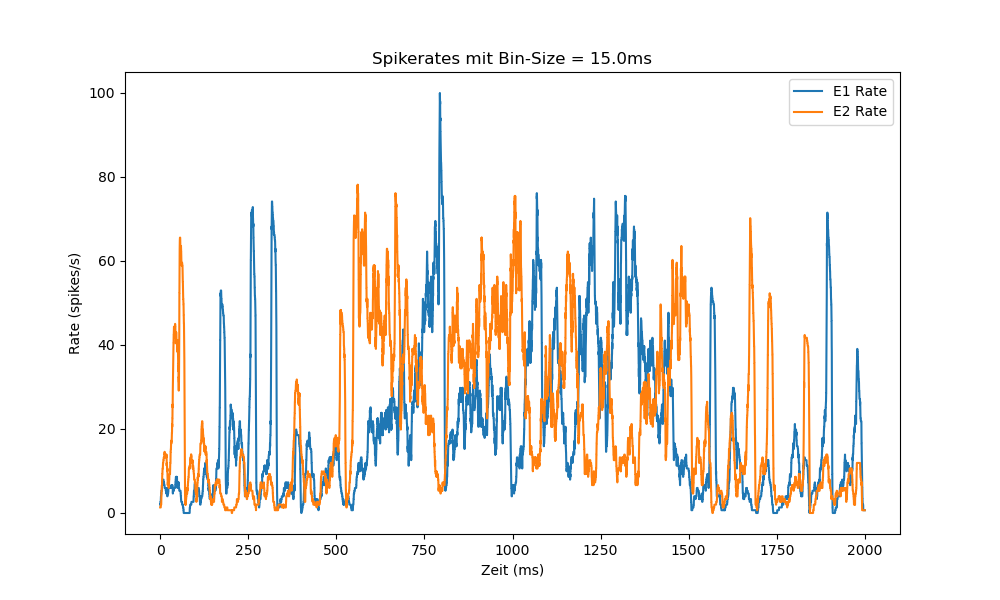 Spikerates mit Bin-Size = 15.0ms
E1 Rate
E2 Rate
100
80
60
40
20
0
Rate (spikes/s)
0 250 500 750 1000 1250 1500 1750 2000
Zeit (ms)